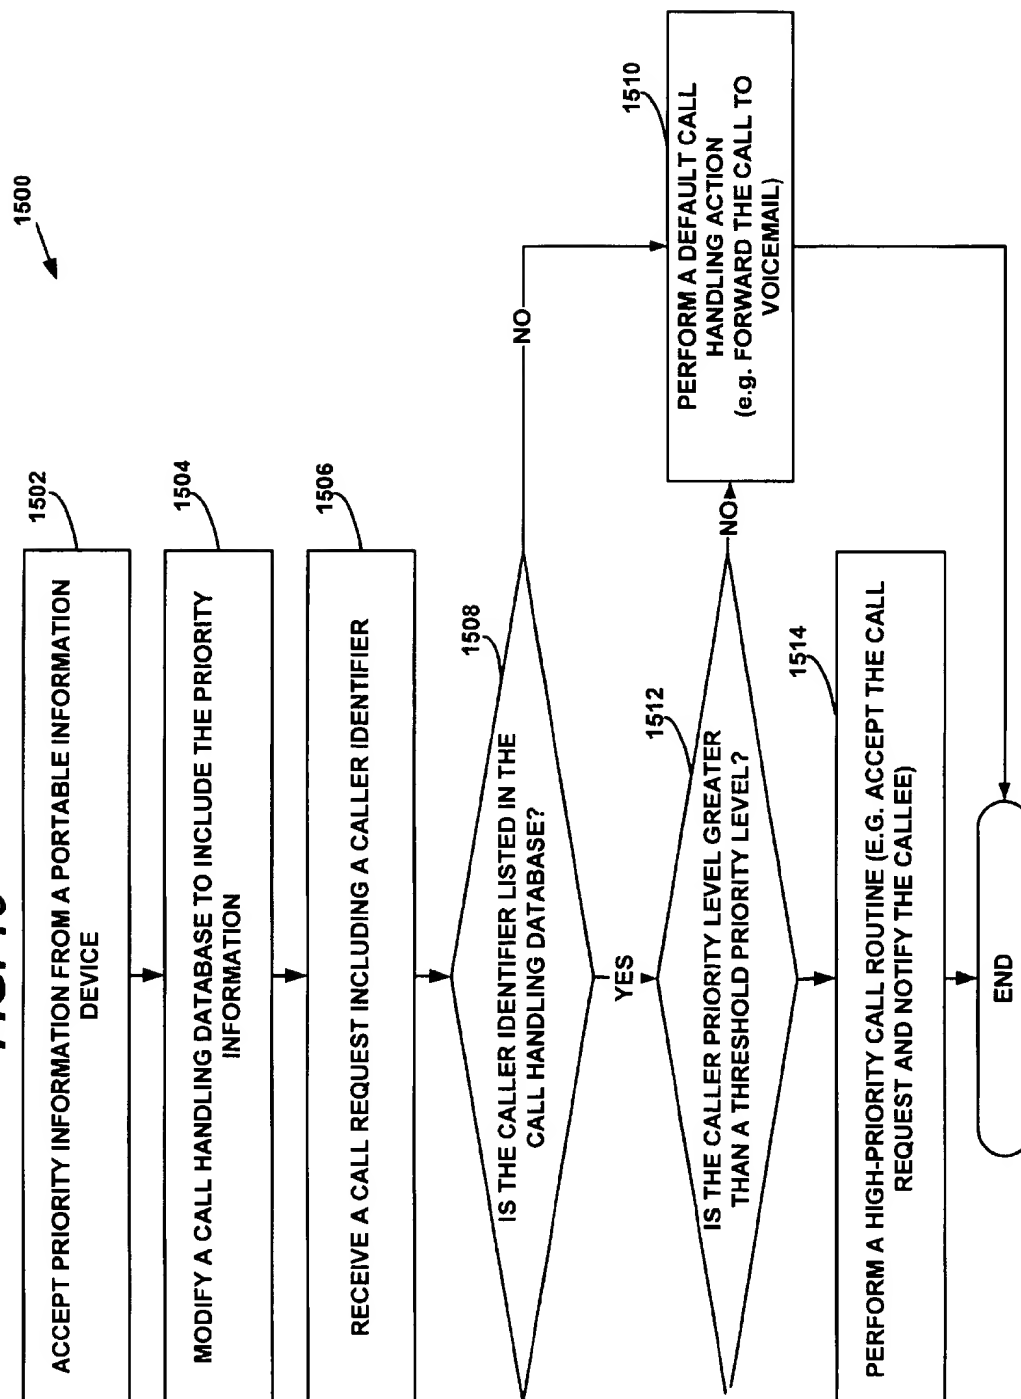 1500
1502
ACCEPT PRIORITY INFORMATION FROM A PORTABLE INFORMATION
DEVICE
1504
MODIFY A CALL HANDLING DATABASE TO INCLUDE THE PRIORITY
INFORMATION
1506
RECEIVE A CALL REQUEST INCLUDING A CALLER IDENTIFIER
1508
IS THE CALLER IDENTIFIER LISTED IN THE
CALL HANDLING DATABASE?
NO
YES
1510
PERFORM A DEFAULT CALL
HANDLING ACTION
(e.g. FORWARD THE CALL TO
VOICEMAIL)
1512
IS THE CALLER PRIORITY LEVEL GREATER
THAN A THRESHOLD PRIORITY LEVEL?
NO
1514
PERFORM A HIGH-PRIORITY CALL ROUTINE (E.G. ACCEPT THE CALL
REQUEST AND NOTIFY THE CALLEE)
END